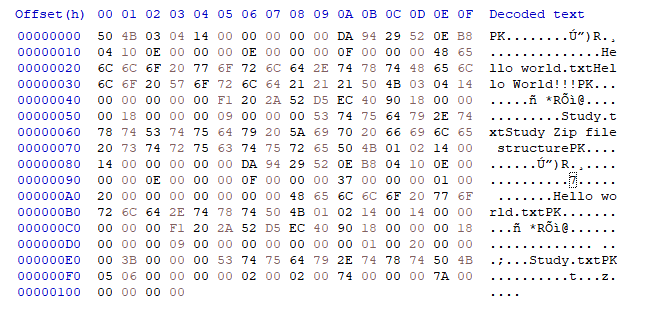 Offset(h) 00 01 02 03 04 05 06 07 08 09 0A 0B 0C 0D 0E 0F Decoded text
00000000 50 4B 03 04 14 00 00 00 00 00 DA 94 29 52 0E B8 PK........Ú”)R.¸
00000010 04 10 0E 00 00 00 0E 00 00 00 0F 00 00 00 48 65 ..............He
00000020 6C 6C 6F 20 77 6F 72 6C 64 2E 74 78 74 48 65 6C llo world.txtHel
00000030 6C 6F 20 57 6F 72 6C 64 21 21 21 50 4B 03 04 14 lo World!!!PK...
00000040 00 00 00 00 00 F1 20 2A 52 D5 EC 40 90 18 00 00 .....ñ *RÕì@....
00000050 00 18 00 00 00 09 00 00 00 53 74 75 64 79 2E 74 .........Study.t
00000060 78 74 53 74 75 64 79 20 5A 69 70 20 66 69 6C 65 xtStudy Zip file
00000070 20 73 74 72 75 63 74 75 72 65 50 4B 01 02 14 00 structurePK....
00000080 14 00 00 00 00 00 DA 94 29 52 0E B8 04 10 0E 00 ......Ú”)R.¸....
00000090 00 00 0E 00 00 00 0F 00 00 00 37 00 00 00 01 00 ..........7.....
000000A0 20 00 00 00 00 00 00 00 48 65 6C 6C 6F 20 77 6F .......Hello wo
000000B0 72 6C 64 2E 74 78 74 50 4B 01 02 14 00 14 00 00 rld.txtPK.......
000000C0 00 00 00 F1 20 2A 52 D5 EC 40 90 18 00 00 00 18 ...ñ *RÕì@......
000000D0 00 00 00 09 00 00 00 00 00 00 00 01 00 20 00 00 ............. ..
000000E0 00 3B 00 00 00 53 74 75 64 79 2E 74 78 74 50 4B .;...Study.txtPK
000000F0 05 06 00 00 00 00 02 00 02 00 74 00 00 00 7A 00 ..........t...z.
00000100 00 00 00 00 ....